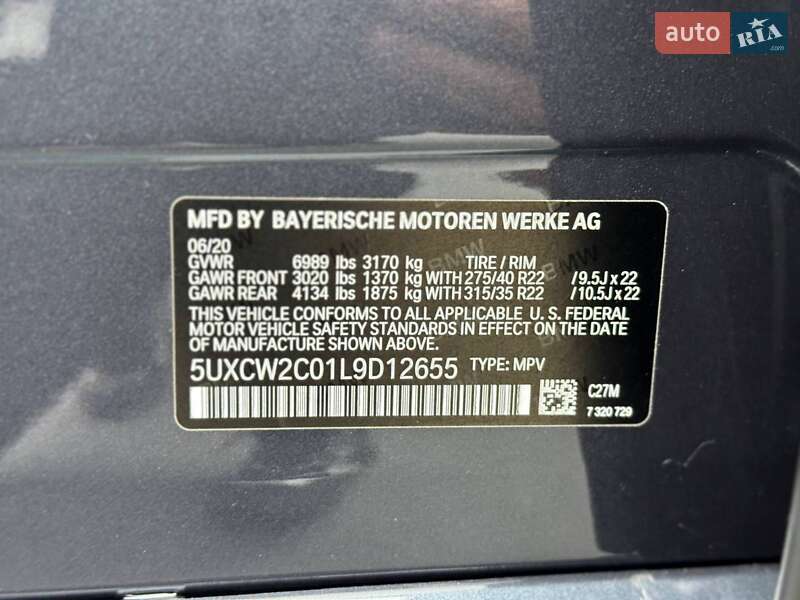 auto RIA
.com
MFD BY BAYERISCHE MOTOREN WERKE AG
06/20
GVWR 6989 lbs 3170 kg TIRE / RIM
GAWR FRONT 3020 lbs 1370 kg WITH 275/40 R22 /9.5J x 22
GAWR REAR 4134 lbs 1875 kg WITH 315/35 R22 /10.5J x 22
THIS VEHICLE CONFORMS TO ALL APPLICABLE U. S. FEDERAL
MOTOR VEHICLE SAFETY STANDARDS IN EFFECT ON THE DATE OF
MANUFACTURE SHOWN ABOVE.
5UXCW2C01L9D12655 TYPE: MPV
C27M
7 320 729